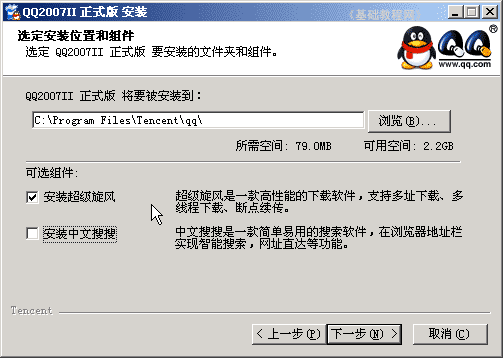 QQ2007II 正式版 安装
《基础教程网》
选定安装位置和组件
选定 QQ2007II 正式版 要安装的文件夹和组件。
QQ
www.qq.com
QQ2007II 正式版 将要被安装到：
C:\Program Files\Tencent\qq\
浏览(B)...
所需空间: 79.0MB 可用空间: 2.2GB
可选组件:
安装超级旋风
超级旋风是一款高性能的下载软件，支持多址下载、多
线程下载、断点续传。
安装中文搜搜
中文搜搜是一款简单易用的搜索软件，在浏览器地址栏
实现智能搜索，网址直达等功能。
Tencent
< 上一步(P) 下一步(N) > 取消(C)